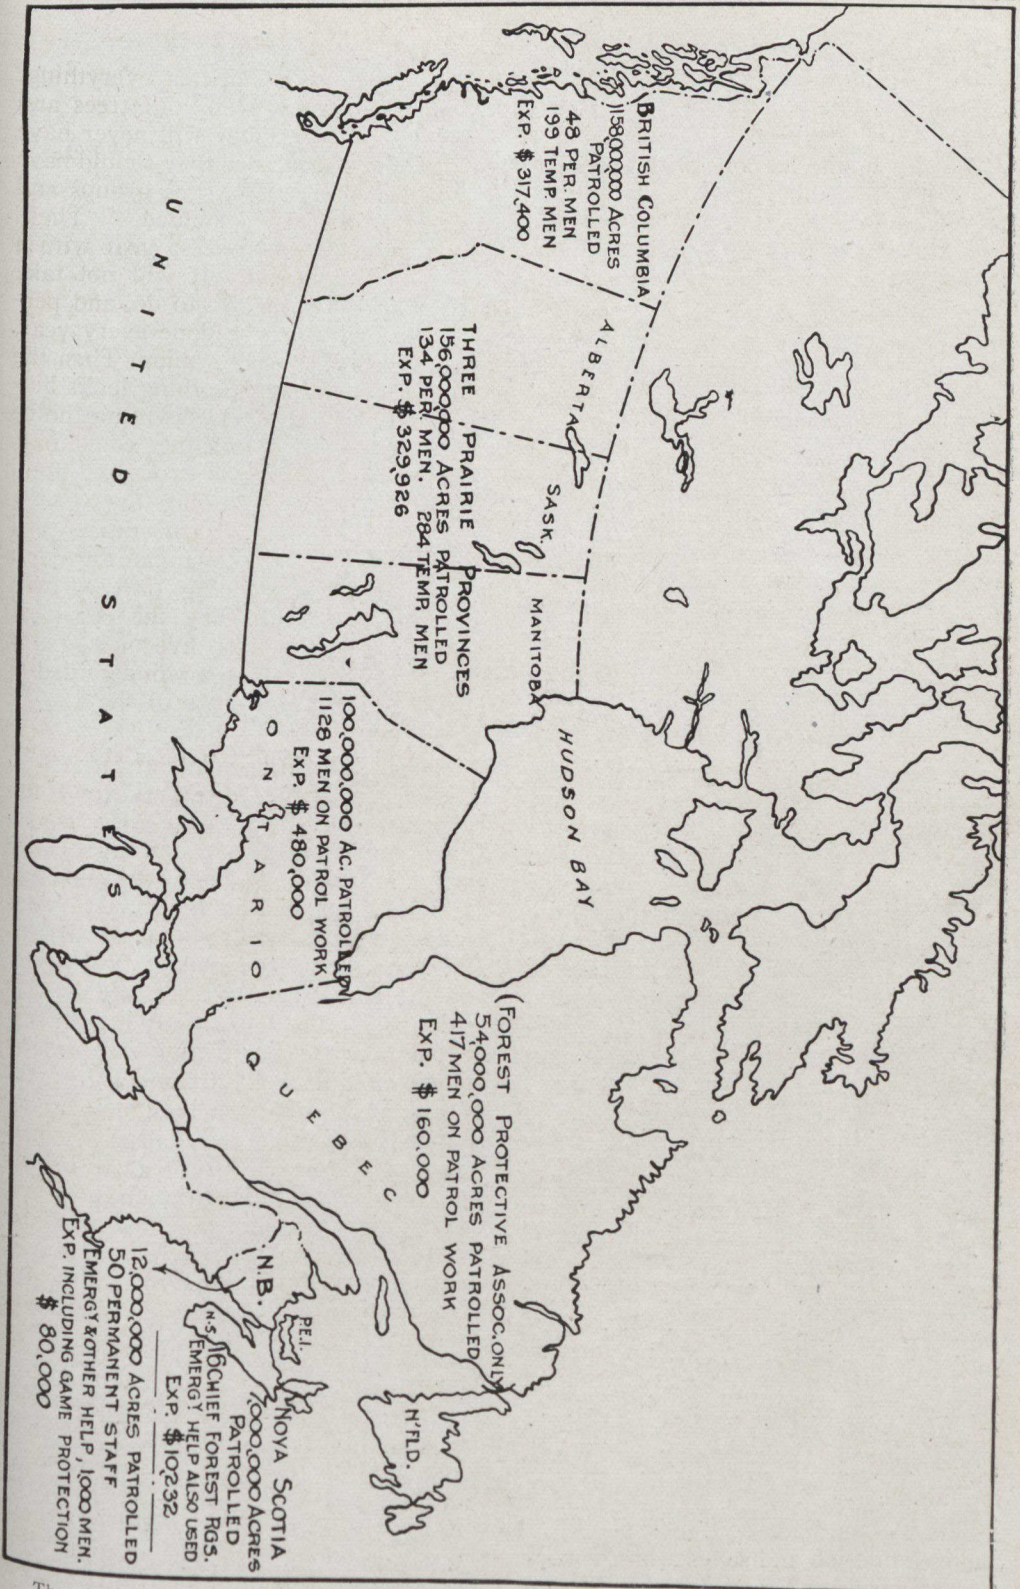 BRITISH COLUMBIA
158,000,000 ACRES
PATROLLED
48 PER. MEN
199 TEMP. MEN
EXP. $317,400
ALBERTA
SASK.
MANITOBA
THREE PRAIRIE PROVINCES
156,000,000 ACRES PATROLLED
134 PER. MEN. 284 TEMP. MEN
EXP. $329,926
HUDSON BAY
100,000,000 AC. PATROLLED
1128 MEN ON PATROL WORK
EXP. $480,000
ONTARIO
UNITED STATES
(FOREST PROTECTIVE ASSOC. ONLY
54,000,000 ACRES PATROLLED
417 MEN ON PATROL WORK
EXP. $160.000
QUEBEC
N'FLD.
P.E.I.
N.B.
N.S.
NOVA SCOTIA
7,000,000 ACRES
PATROLLED
16 CHIEF FOREST RGS.
EMERGY HELP ALSO USED
EXP. $10,232
12,000,000 ACRES PATROLLED
50 PERMANENT STAFF
EMERGY & OTHER HELP, 1,000 MEN.
EXP. INCLUDING GAME PROTECTION
$80,000